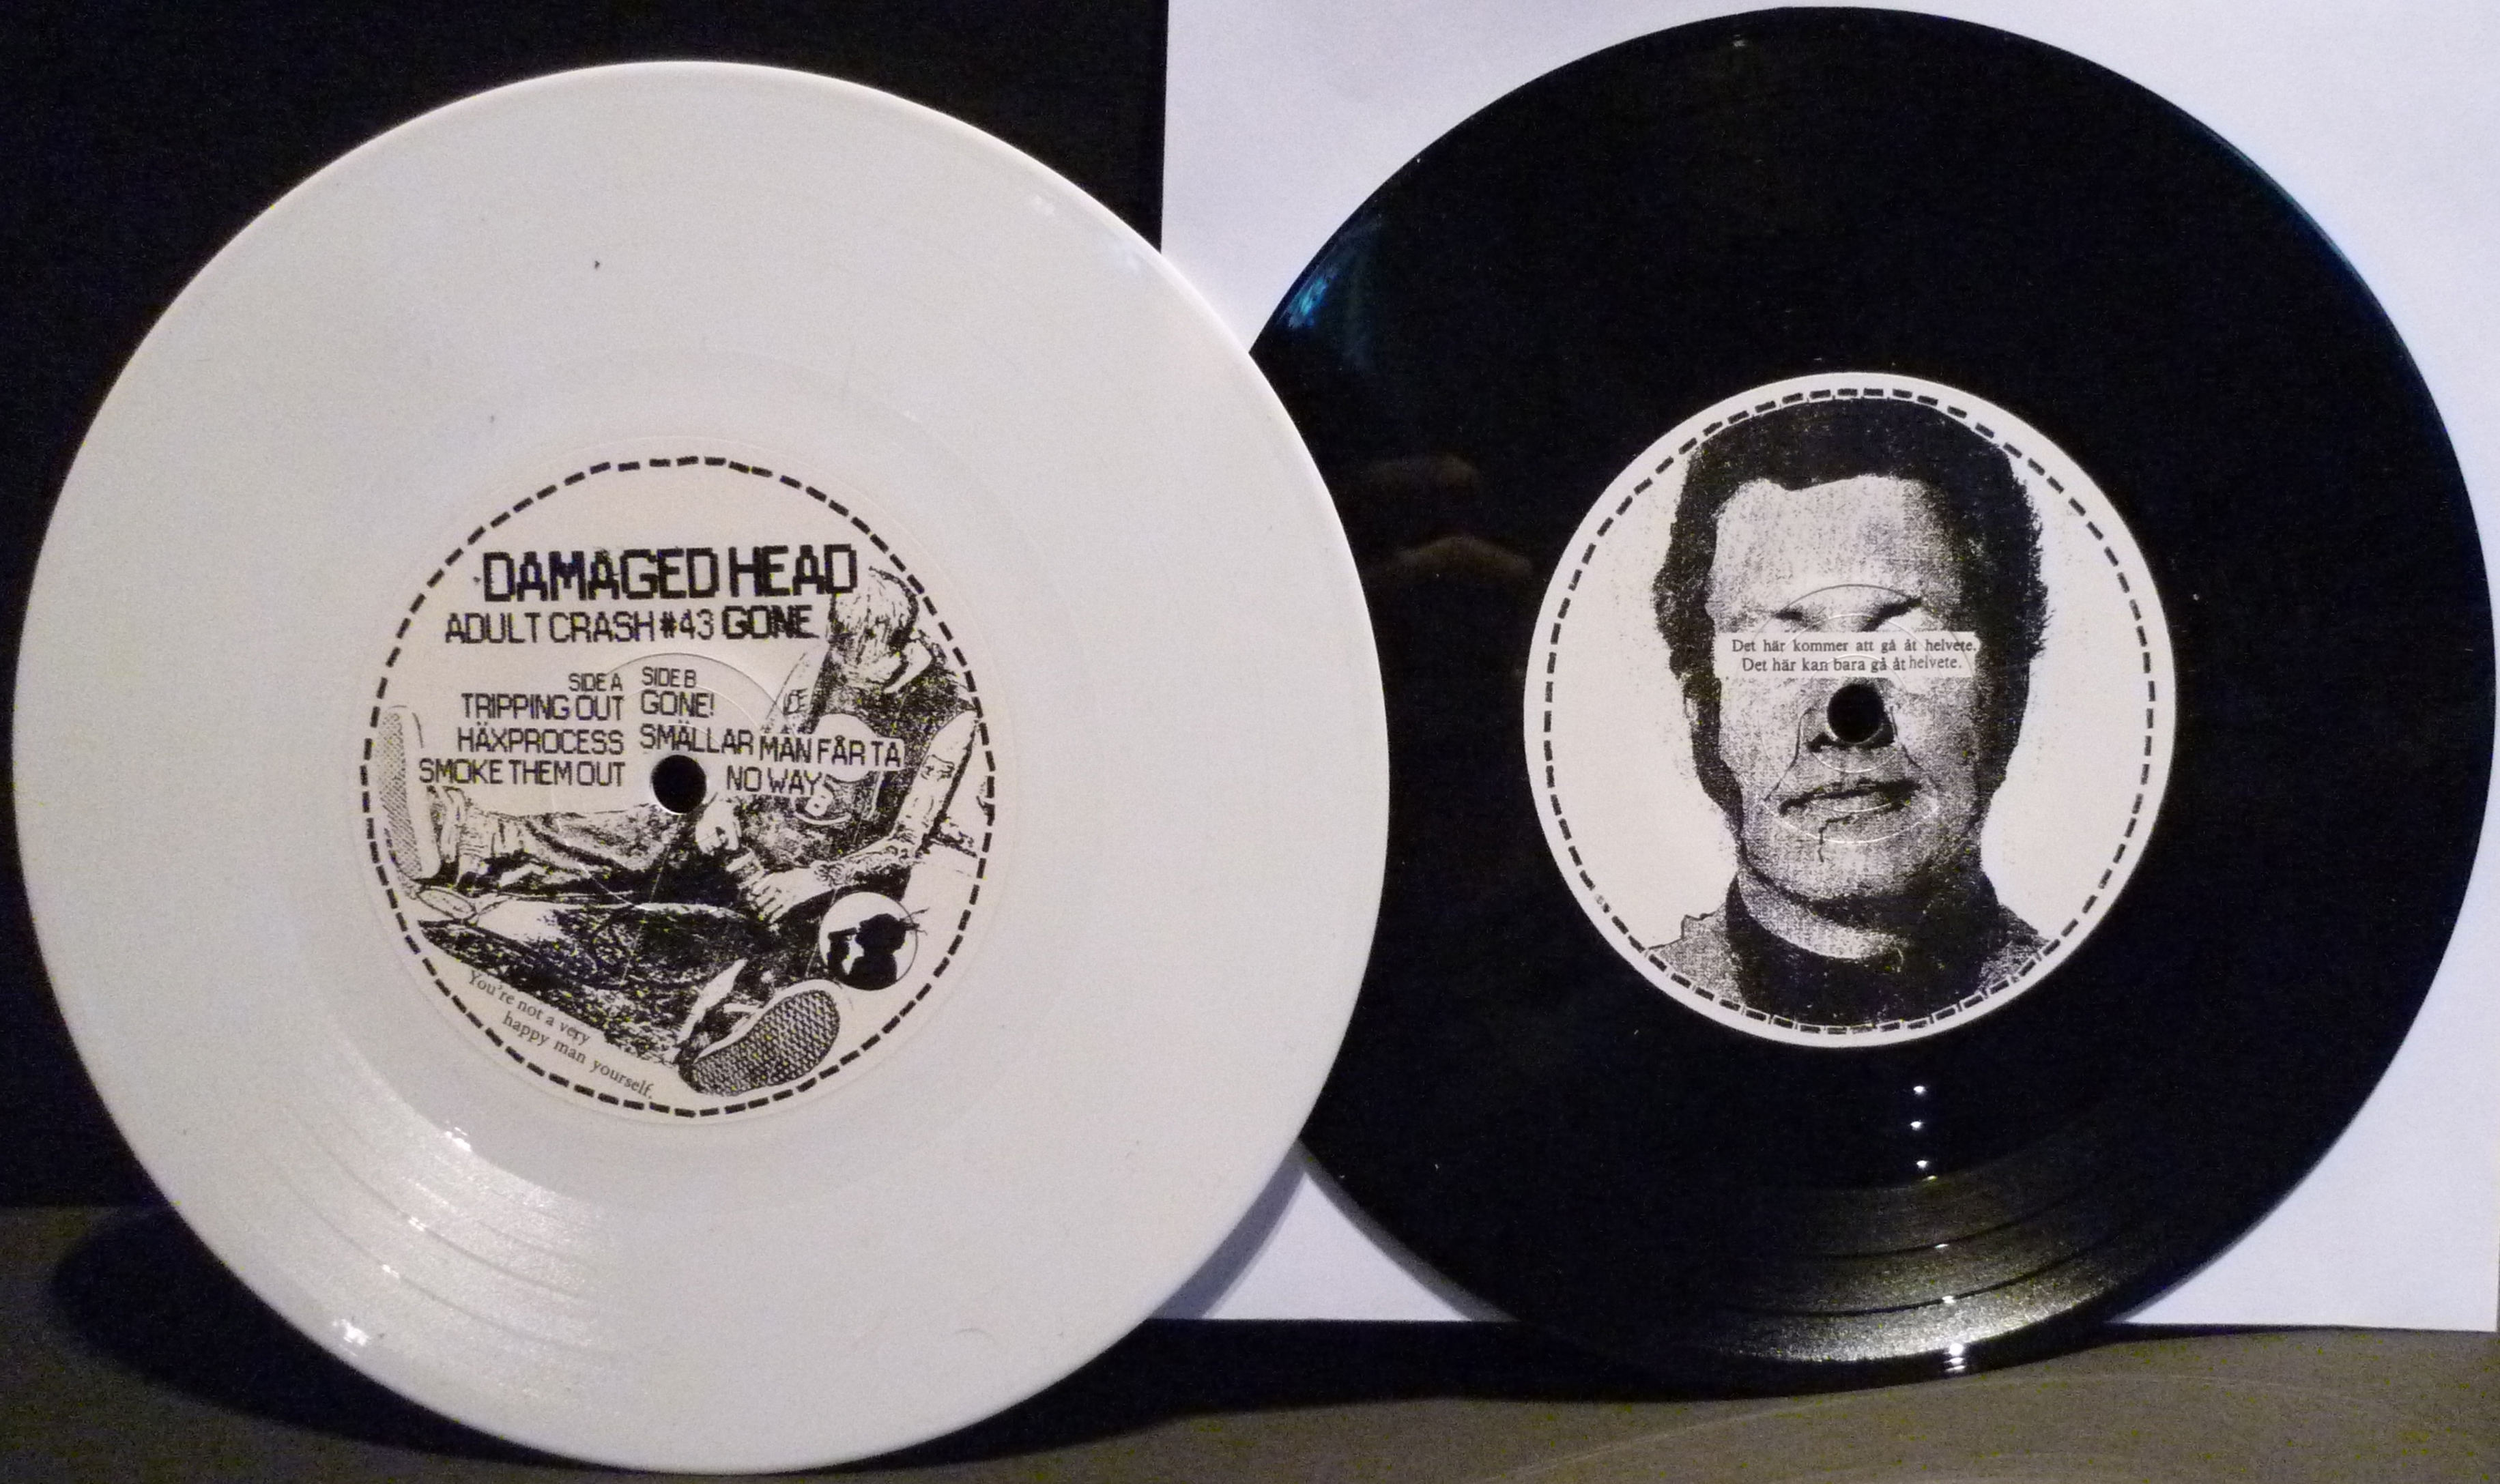 DAMAGED HEAD
ADULT CRASH #43 GONE
SIDE A
TRIPPING OUT
HÄXPROCESS
SMOKE THEM OUT
SIDE B
GONE!
SMÄLLAR MAN FÅR TA
NO WAY
You're not a very
happy man yourself.
Det här kommer att gå åt helvete.
Det här kan bara gå åt helvete.